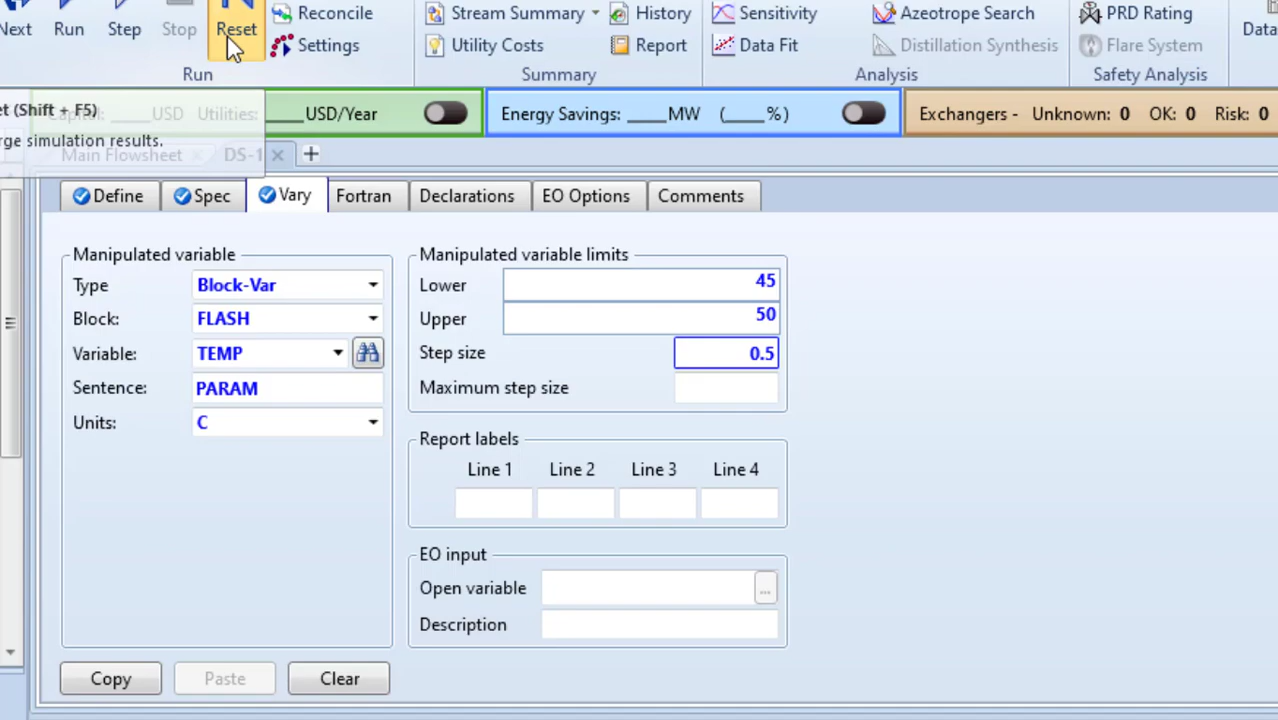 Next Run Step Stop Reset Reconcile Stream Summary History Sensitivity Azeotrope Search PRD Rating
Settings Utility Costs Report Data Fit Distillation Synthesis Flare System Data
Run Summary Analysis Safety Analysis
(Shift + F5)
USD Utilities: ____USD/Year Energy Savings: ____MW (____%) Exchangers - Unknown: 0 OK: 0 Risk: 0
simulation results.
Main Flowsheet DS-1
Define Spec Vary Fortran Declarations EO Options Comments
Manipulated variable
Type Block-Var
Block: FLASH
Variable: TEMP
Sentence: PARAM
Units: C
Manipulated variable limits
Lower 45
Upper 50
Step size 0.5
Maximum step size
Report labels
Line 1 Line 2 Line 3 Line 4
EO input
Open variable ...
Description
Copy Paste Clear